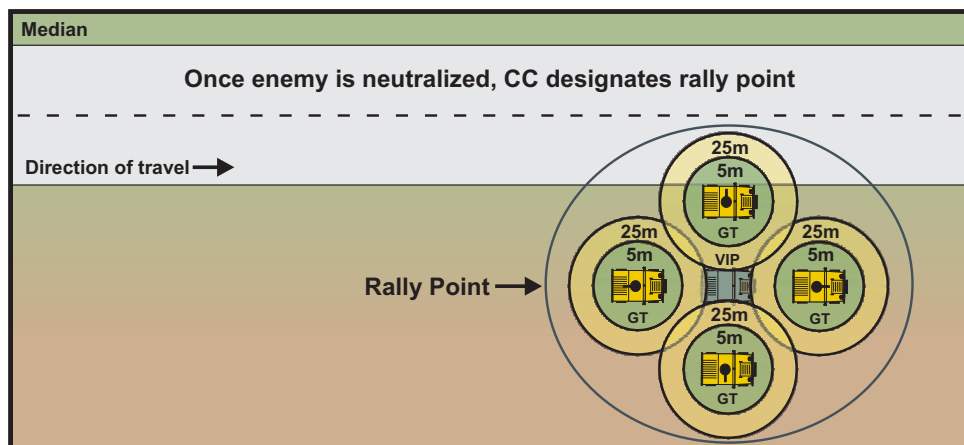 Median
Once enemy is neutralized, CC designates rally point
Direction of travel
25m
5m
GT
25m
5m
GT
VIP
25m
5m
GT
Rally Point
25m
5m
GT